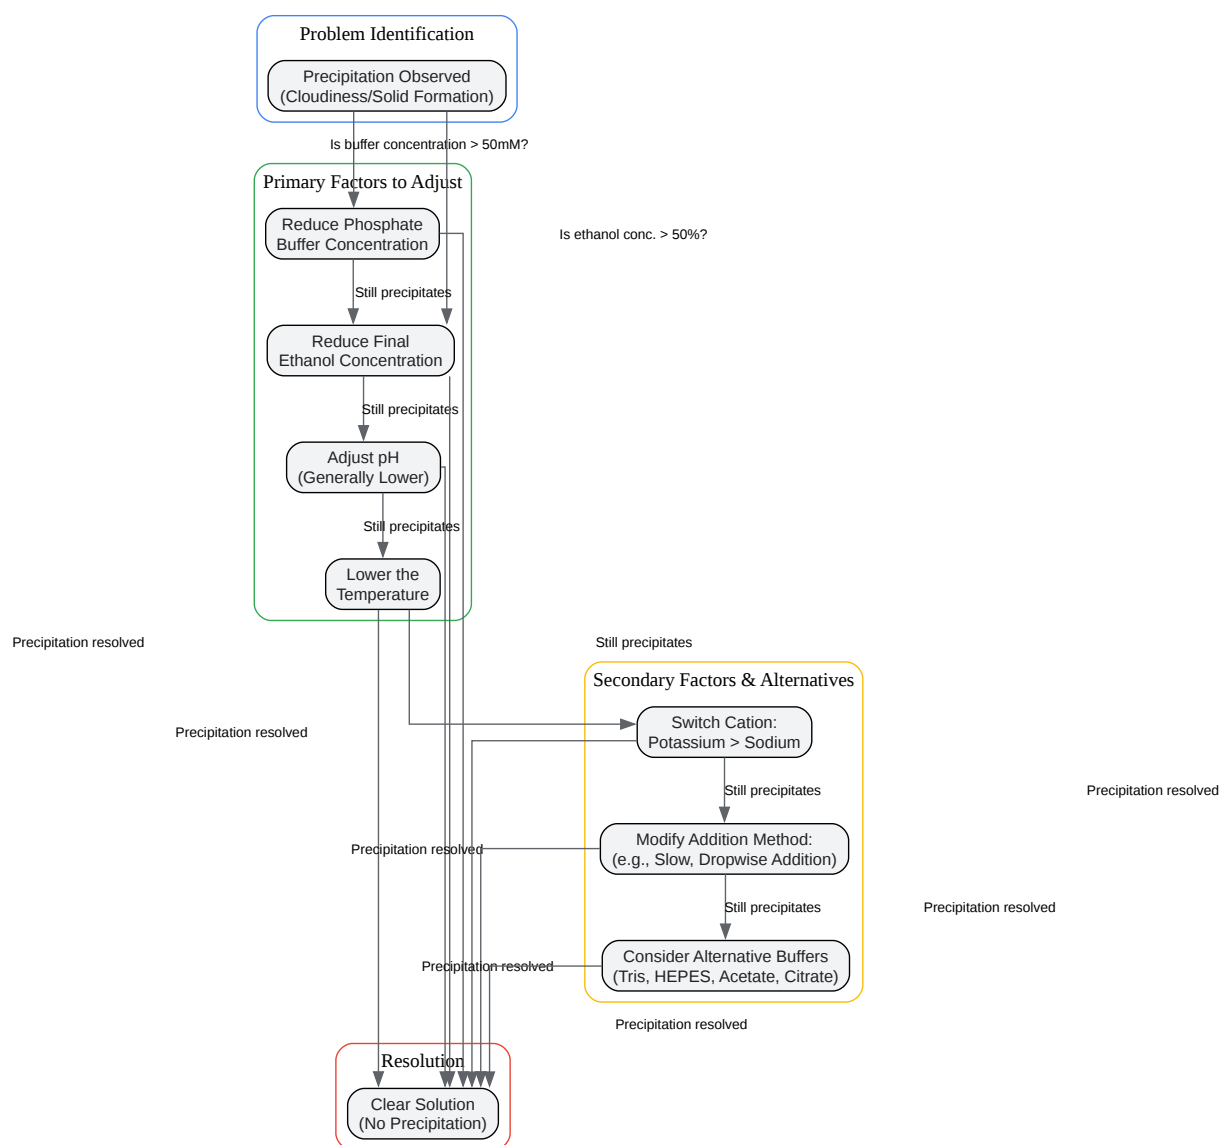 Problem Identification
Precipitation Observed
(Cloudiness/Solid Formation)
Is buffer concentration > 50mM?
Primary Factors to Adjust
Reduce Phosphate
Buffer Concentration
Is ethanol conc. > 50%?
Still precipitates
Reduce Final
Ethanol Concentration
Still precipitates
Adjust pH
(Generally Lower)
Still precipitates
Lower the
Temperature
Precipitation resolved
Still precipitates
Secondary Factors & Alternatives
Switch Cation:
Potassium > Sodium
Precipitation resolved
Still precipitates
Precipitation resolved
Modify Addition Method:
(e.g., Slow, Dropwise Addition)
Precipitation resolved
Still precipitates
Precipitation resolved
Consider Alternative Buffers
(Tris, HEPES, Acetate, Citrate)
Precipitation resolved
Precipitation resolved
Resolution
Clear Solution
(No Precipitation)